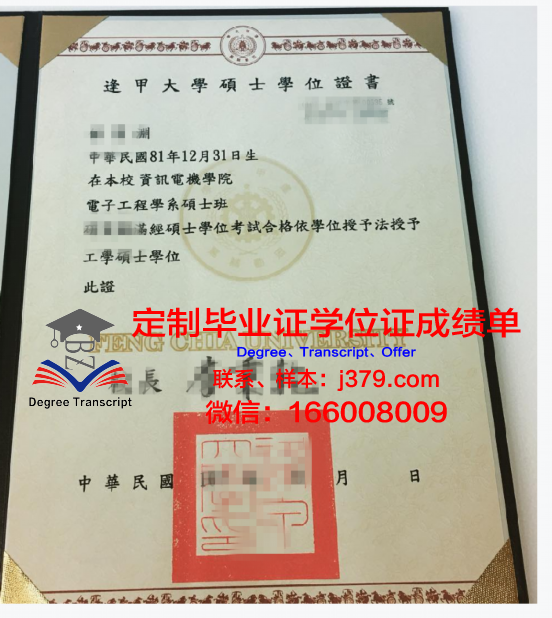 逢甲大學碩士學位證書
號
中華民國81年12月31日生
在本校 資訊電機學院
電子工程學系碩士班
經碩士學位考試合格依學位授予法授予
工學碩士學位
此證
定制毕业证学位证成绩单
FENG CHIA UNIVERSITY
Degree、Transcript、Offer
BZ
長
联系、样本：j379.com
Degree Transcript
微信：166008009
中華民國 月 日